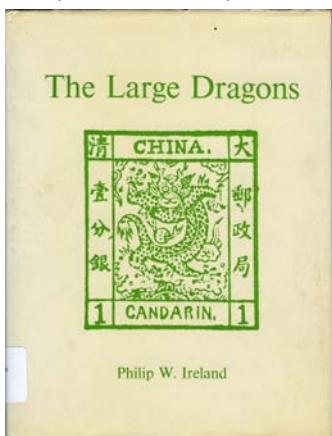 The Large Dragons
清 CHINA. 大
壹分銀
郵政局
1 CANDARIN. 1
Philip W. Ireland